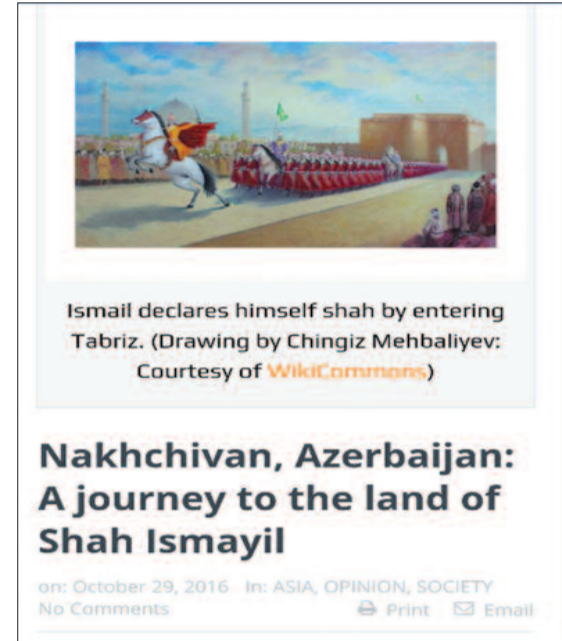 Ismail declares himself shah by entering
Tabriz. (Drawing by Chingiz Mehbaliyev:
Courtesy of WikiCommons)
Nakhchivan, Azerbaijan:
A journey to the land of
Shah Ismayil
on: October 29, 2016 In: ASIA, OPINION, SOCIETY
No Comments Print Email